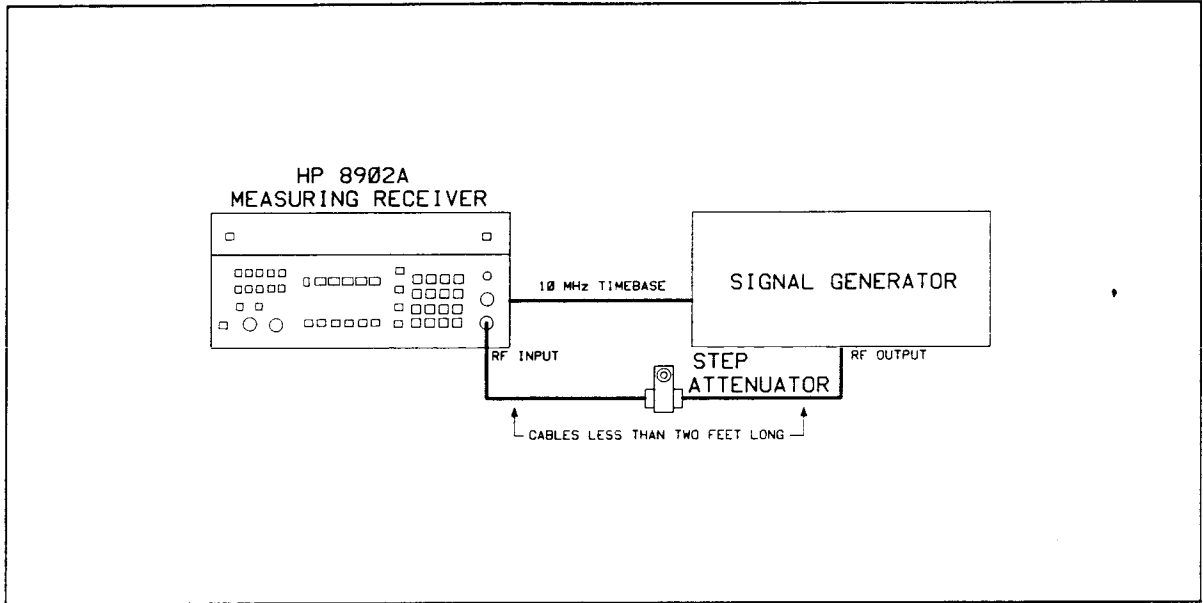 HP 8902A
MEASURING RECEIVER
10 MHz TIMEBASE
SIGNAL GENERATOR
RF INPUT
STEP
ATTENUATOR
RF OUTPUT
CABLES LESS THAN TWO FEET LONG